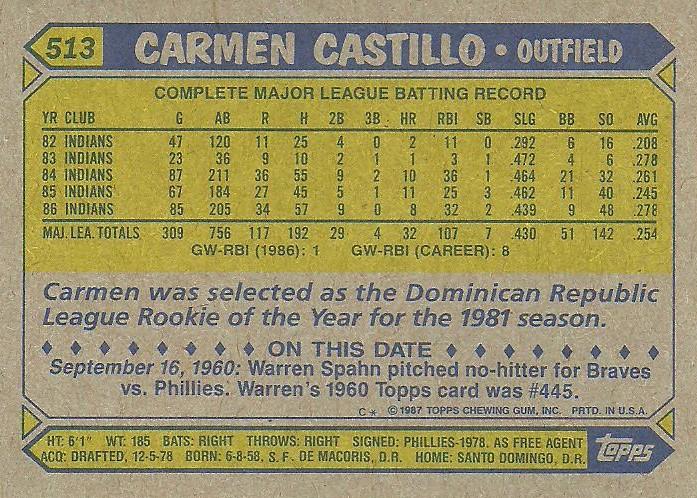 513 CARMEN CASTILLO • OUTFIELD
COMPLETE MAJOR LEAGUE BATTING RECORD
YR CLUB G AB R H 2B 3B HR RBI SB SLG BB SO AVG
82 INDIANS 47 120 11 25 4 0 2 11 0 .292 6 16 .208
83 INDIANS 23 36 9 10 2 1 1 3 1 .472 4 6 .278
84 INDIANS 87 211 36 55 9 2 10 36 1 .464 21 32 .261
85 INDIANS 67 184 27 45 5 1 11 25 3 .462 11 40 .245
86 INDIANS 85 205 34 57 9 0 8 32 2 .439 9 48 .278
MAJ. LEA. TOTALS 309 756 117 192 29 4 32 107 7 .430 51 142 .254
GW-RBI (1986): 1 GW-RBI (CAREER): 8
Carmen was selected as the Dominican Republic
League Rookie of the Year for the 1981 season.
ON THIS DATE
September 16, 1960: Warren Spahn pitched no-hitter for Braves
vs. Phillies. Warren's 1960 Topps card was #445.
C* © 1987 TOPPS CHEWING GUM, INC. PRTD. IN U.S.A.
HT: 6'1" WT: 185 BATS: RIGHT THROWS: RIGHT SIGNED: PHILLIES-1978, AS FREE AGENT
ACQ: DRAFTED, 12-5-78 BORN: 6-8-58, S. F. DE MACORIS, D.R. HOME: SANTO DOMINGO, D.R.
topps